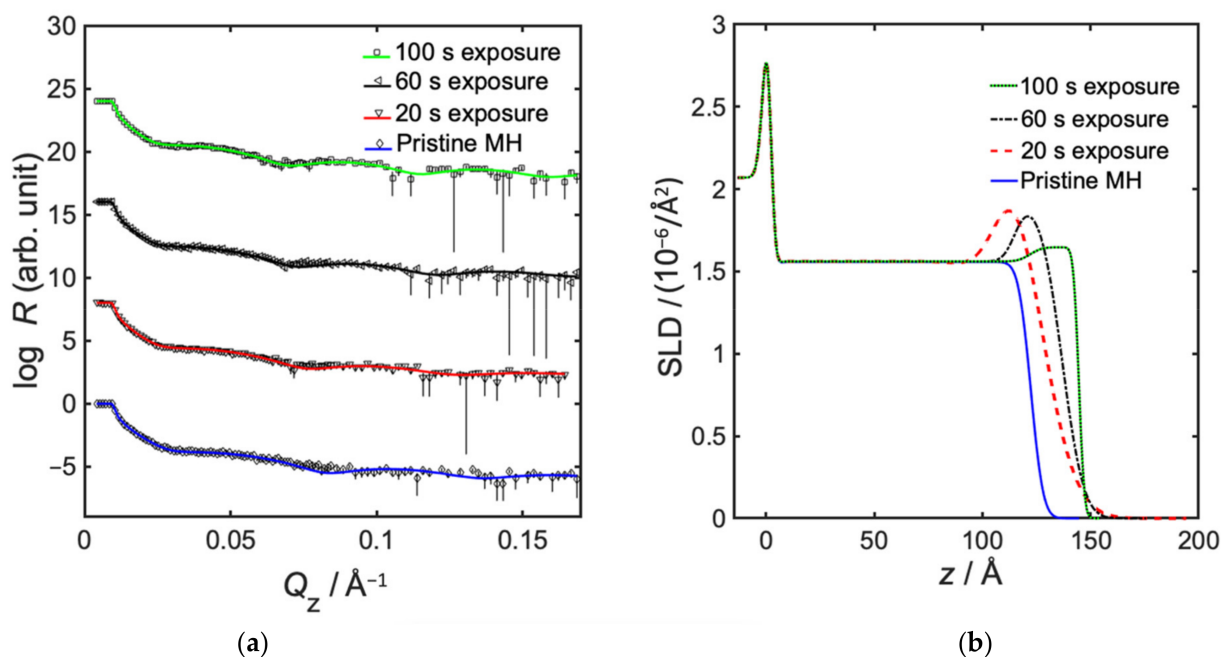 30
25
20
15
10
5
0
−5
log R (arb. unit)
100 s exposure
60 s exposure
20 s exposure
Pristine MH
0
0.05
0.1
0.15
Qz / Å−1
(a)
3
2.5
2
1.5
1
0.5
0
SLD / (10−6/Å2)
100 s exposure
60 s exposure
20 s exposure
Pristine MH
0
50
100
150
200
z / Å
(b)